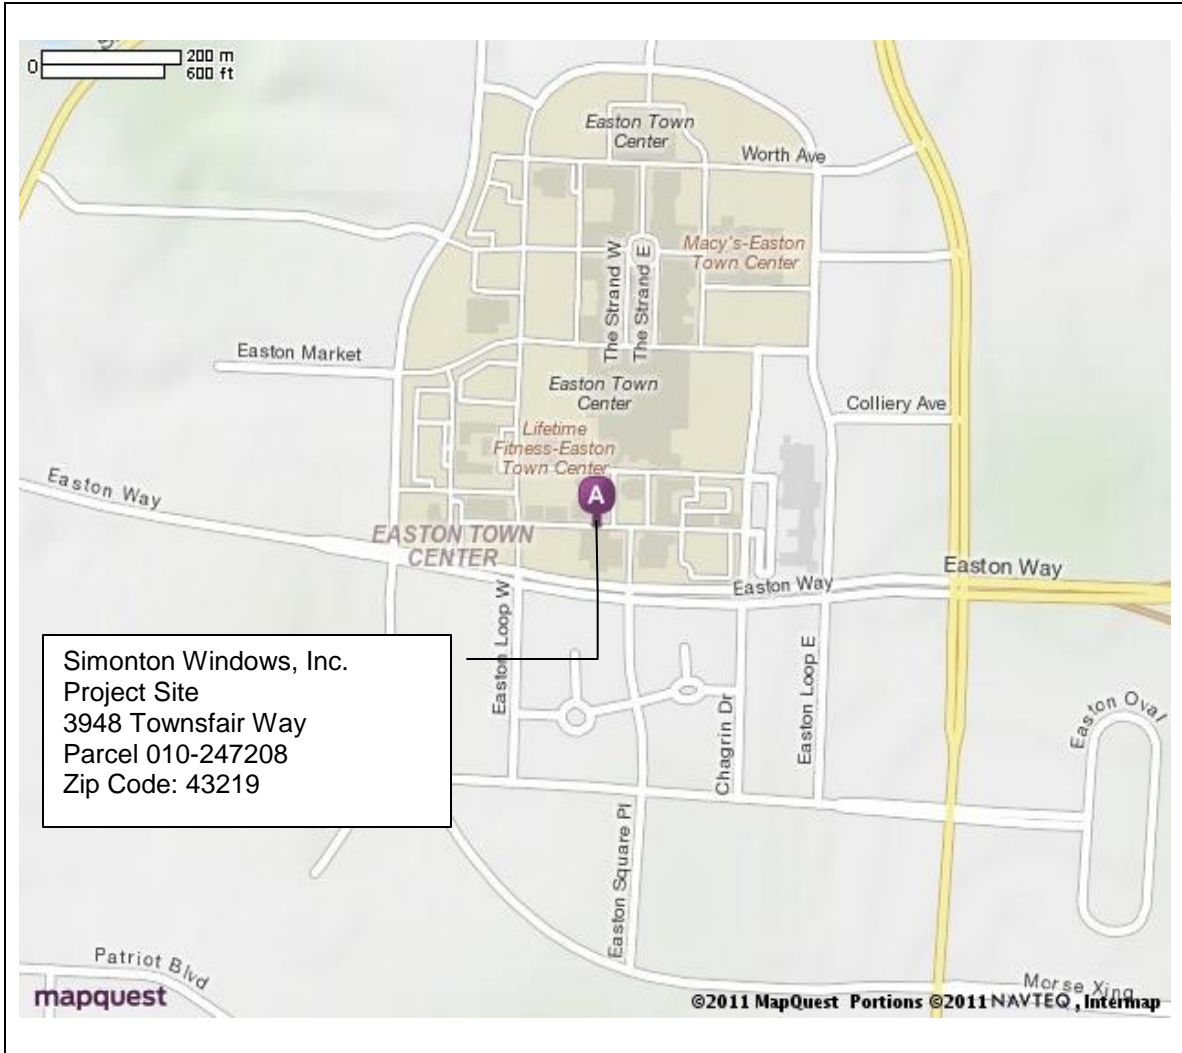 0
200 m
600 ft
Easton Town
Center
Worth Ave
Macy's-Easton
Town Center
The Strand W
The Strand E
Easton Market
Easton Town
Center
Colliery Ave
Lifetime
Fitness-Easton
Town Center
Easton Way
A
EASTON TOWN
CENTER
Easton Way
Easton Way
Easton Loop W
Simonton Windows, Inc.
Project Site
3948 Townsfair Way
Parcel 010-247208
Zip Code: 43219
Easton Loop E
Chagrin Dr
Easton Oval
Easton Square Pl
Patriot Blvd
Morse Xing
mapquest
©2011 MapQuest Portions ©2011 NAVTEQ , Intermap